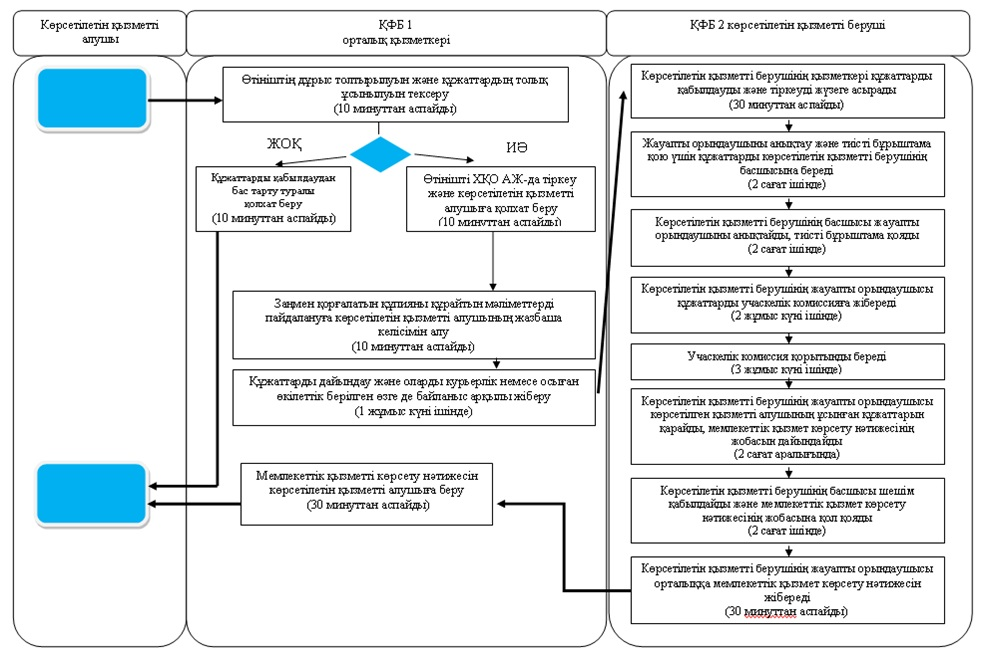 Көрсетілетін қызметті
алушы
ҚФБ 1
орталық қызметкері
ҚФБ 2 көрсетілетін қызметті беруші
Өтініштің дұрыс толтырылуын және құжаттардың толық
ұсынылуын тексеру
(10 минуттан аспайды)
ЖОҚ
ИӘ
Құжаттарды қабылдаудан
бас тарту туралы
қолхат беру
(10 минуттан аспайды)
Өтінішті ХҚО АЖ-да тіркеу
және көрсетілетін қызметті
алушыға қолхат беру
(10 минуттан аспайды)
Заңмен қорғалатын құпияны құрайтын мәліметтерді
пайдалануға көрсетілетін қызметті алушының жазбаша
келісімін алу
(10 минуттан аспайды)
Құжаттарды дайындау және оларды курьерлік немесе осыған
өкілеттік берілген өзге де байланыс арқылы жіберу
(1 жұмыс күні ішінде)
Мемлекеттік қызметті көрсету нәтижесін
көрсетілетін қызметті алушыға беру
(30 минуттан аспайды)
Көрсетілетін қызметті берушінің қызметкері құжаттарды
қабылдауды және тіркеуді жүзеге асырады
(30 минуттан аспайды)
Жауапты орындаушыны анықтау және тиісті бұрыштама
қою үшін құжаттарды көрсетілетін қызметті берушінің
басшысына береді
(2 сағат ішінде)
Көрсетілетін қызметті берушінің басшысы жауапты
орындаушыны анықтайды, тиісті бұрыштама қояды
(2 сағат ішінде)
Көрсетілетін қызметті берушінің жауапты орындаушысы
құжаттарды учаскелік комиссияға жібереді
(2 жұмыс күні ішінде)
Учаскелік комиссия қорытынды береді
(3 жұмыс күні ішінде)
Көрсетілетін қызметті берушінің жауапты орындаушысы
көрсетілген қызметті алушының ұсынған құжаттарын
қарайды, мемлекеттік қызмет көрсету нәтижесінің
жобасын дайындайды
(2 сағат аралығында)
Көрсетілетін қызметті берушінің басшысы шешім
қабылдайды және мемлекеттік қызмет көрсету
нәтижесінің жобасына қол қояды
(2 сағат ішінде)
Көрсетілетін қызметті берушінің жауапты орындаушысы
орталыққа мемлекеттік қызмет көрсету нәтижесін
жібереді
(30 минуттан аспайды)